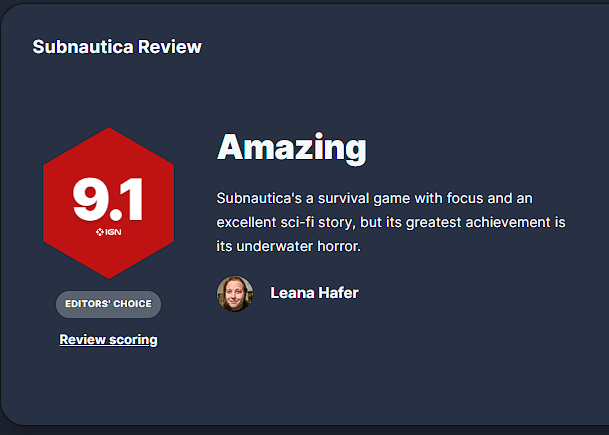 Subnautica Review
9.1
IGN
EDITORS' CHOICE
Review scoring
Amazing
Subnautica's a survival game with focus and an
excellent sci-fi story, but its greatest achievement is
its underwater horror.
Leana Hafer